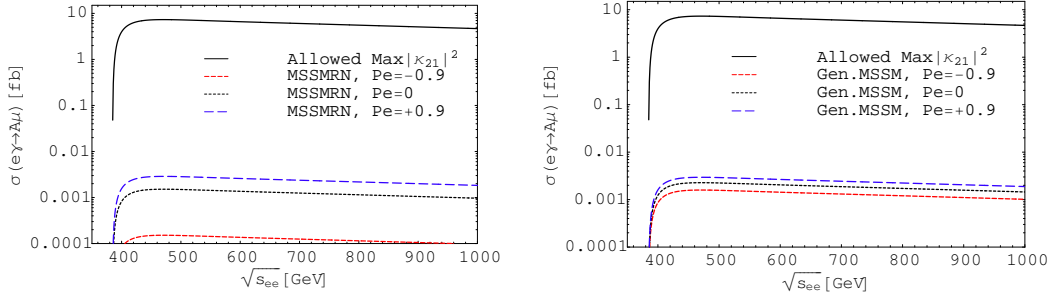 10
1
0.1
0.01
0.001
0.0001
σ(eγ→Aμ)[fb]
Allowed Max|κ21|2
MSSMRN, Pe=−0.9
MSSMRN, Pe=0
MSSMRN, Pe=+0.9
400 500 600 700 800 900 1000
√see[GeV]
10
1
0.1
0.01
0.001
0.0001
σ(eγ→Aμ)[fb]
Allowed Max|κ21|2
Gen.MSSM, Pe=−0.9
Gen.MSSM, Pe=0
Gen.MSSM, Pe=+0.9
400 500 600 700 800 900 1000
√see[GeV]